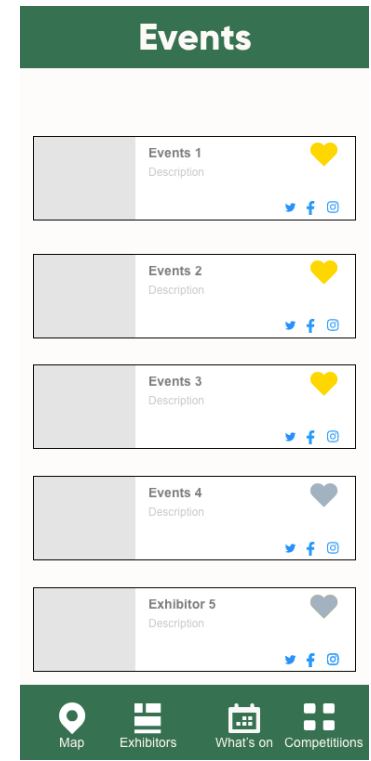 Events
Events 1
Description
Events 2
Description
Events 3
Description
Events 4
Description
Exhibitor 5
Description
Map Exhibitors What's on Competitiions